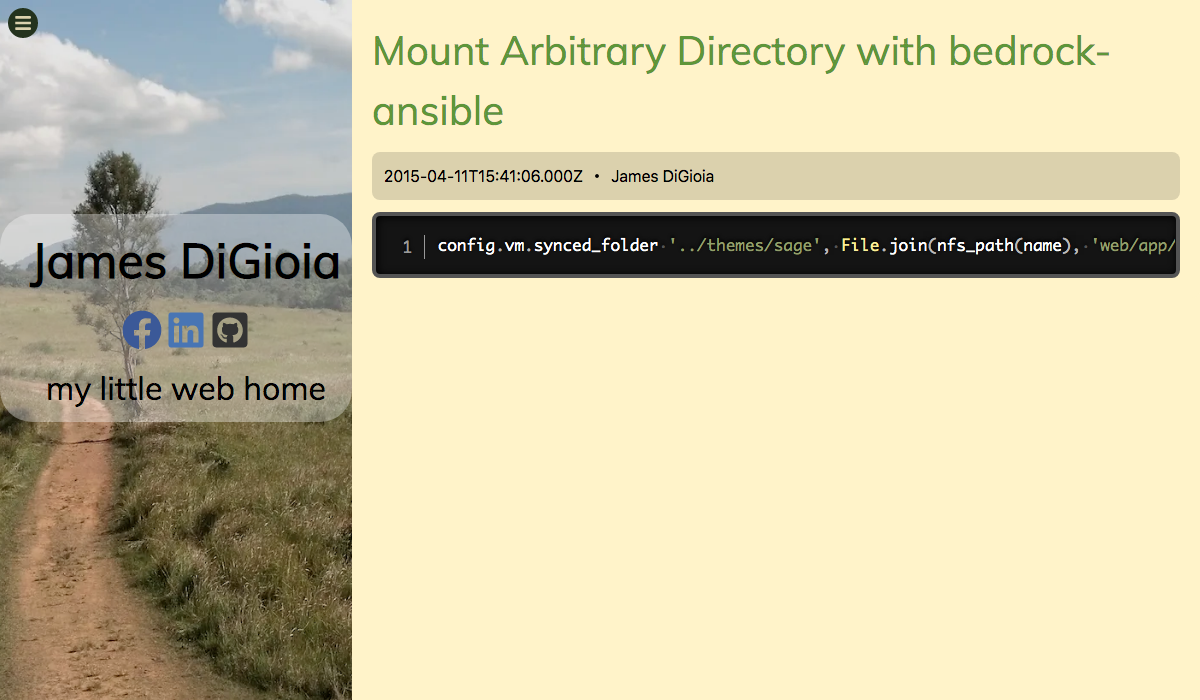 James DiGioia
my little web home
Mount Arbitrary Directory with bedrock-
ansible
2015-04-11T15:41:06.000Z • James DiGioia
1 config.vm.synced_folder '../themes/sage', File.join(nfs_path(name), 'web/app/